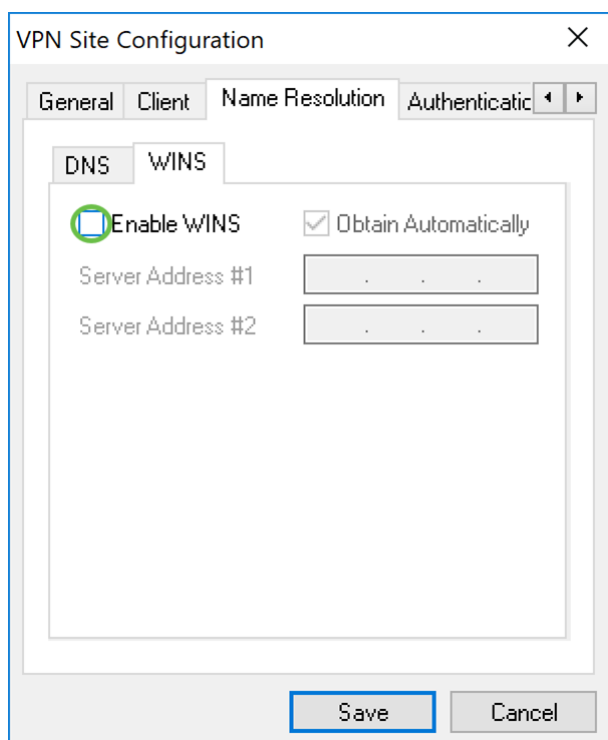 VPN Site Configuration
General Client Name Resolution Authenticatic
DNS WINS
Enable WINS Obtain Automatically
Server Address #1 . . .
Server Address #2 . . .
Save Cancel